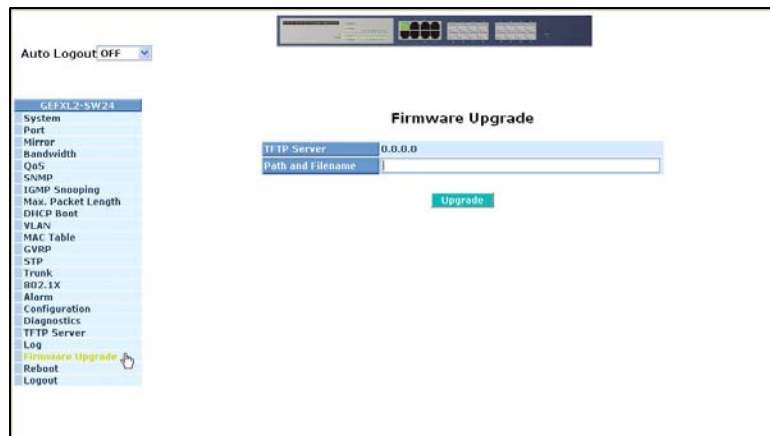 Auto Logout OFF
GEFXL2-SW24
System
Port
Mirror
Bandwidth
QoS
SNMP
IGMP Snooping
Max. Packet Length
DHCP Boot
VLAN
MAC Table
GVRP
STP
Trunk
802.1X
Alarm
Configuration
Diagnostics
TFTP Server
Log
Firmware Upgrade
Reboot
Logout
Firmware Upgrade
TFTP Server 0.0.0.0
Path and Filename
Upgrade